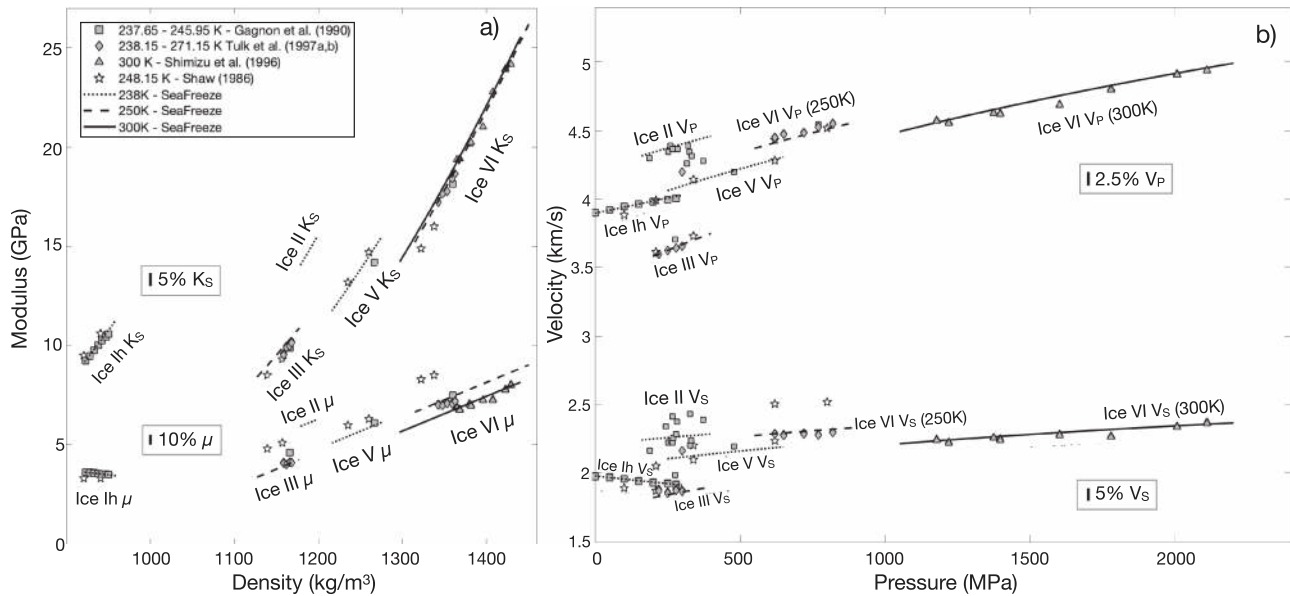 a)
237.65 - 245.95 K - Gagnon et al. (1990)
238.15 - 271.15 K Tulk et al. (1997a,b)
300 K - Shimizu et al. (1996)
248.15 K - Shaw (1986)
238K - SeaFreeze
250K - SeaFreeze
300K - SeaFreeze
25
20
15
10
5
0
Modulus (GPa)
Ice VI KS
Ice II KS
5% KS
Ice V KS
Ice Ih KS
Ice III KS
Ice II μ
10% μ
Ice VI μ
Ice V μ
Ice III μ
Ice Ih μ
1000
1100
1200
1300
1400
Density (kg/m³)
b)
5
4.5
4
3.5
3
2.5
2
1.5
Velocity (km/s)
Ice II VP
Ice VI VP (250K)
Ice VI VP (300K)
Ice V VP
2.5% VP
Ice Ih VP
Ice III VP
Ice II VS
Ice VI VS (250K)
Ice VI VS (300K)
Ice V VS
Ice Ih VS
Ice III VS
5% VS
0
500
1000
1500
2000
Pressure (MPa)